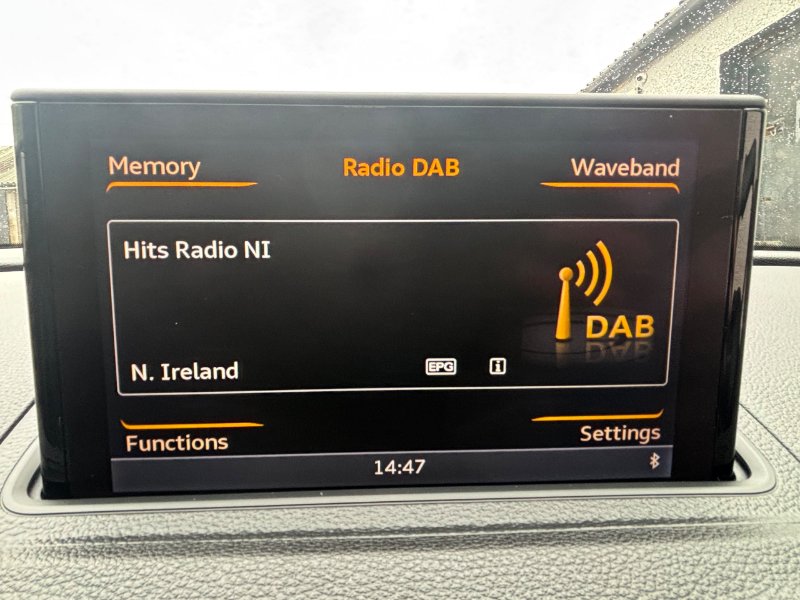 Memory
Radio DAB
Waveband
Hits Radio NI
DAB
N. Ireland
EPG
i
Functions
Settings
14:47